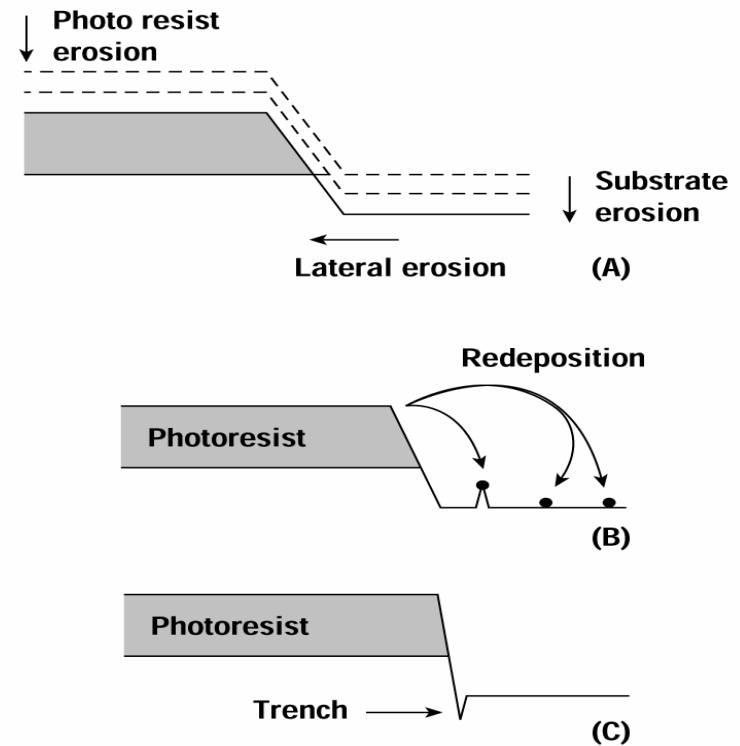 Photo resist
erosion
Substrate
erosion
Lateral erosion
(A)
Redeposition
Photoresist
(B)
Photoresist
Trench
(C)